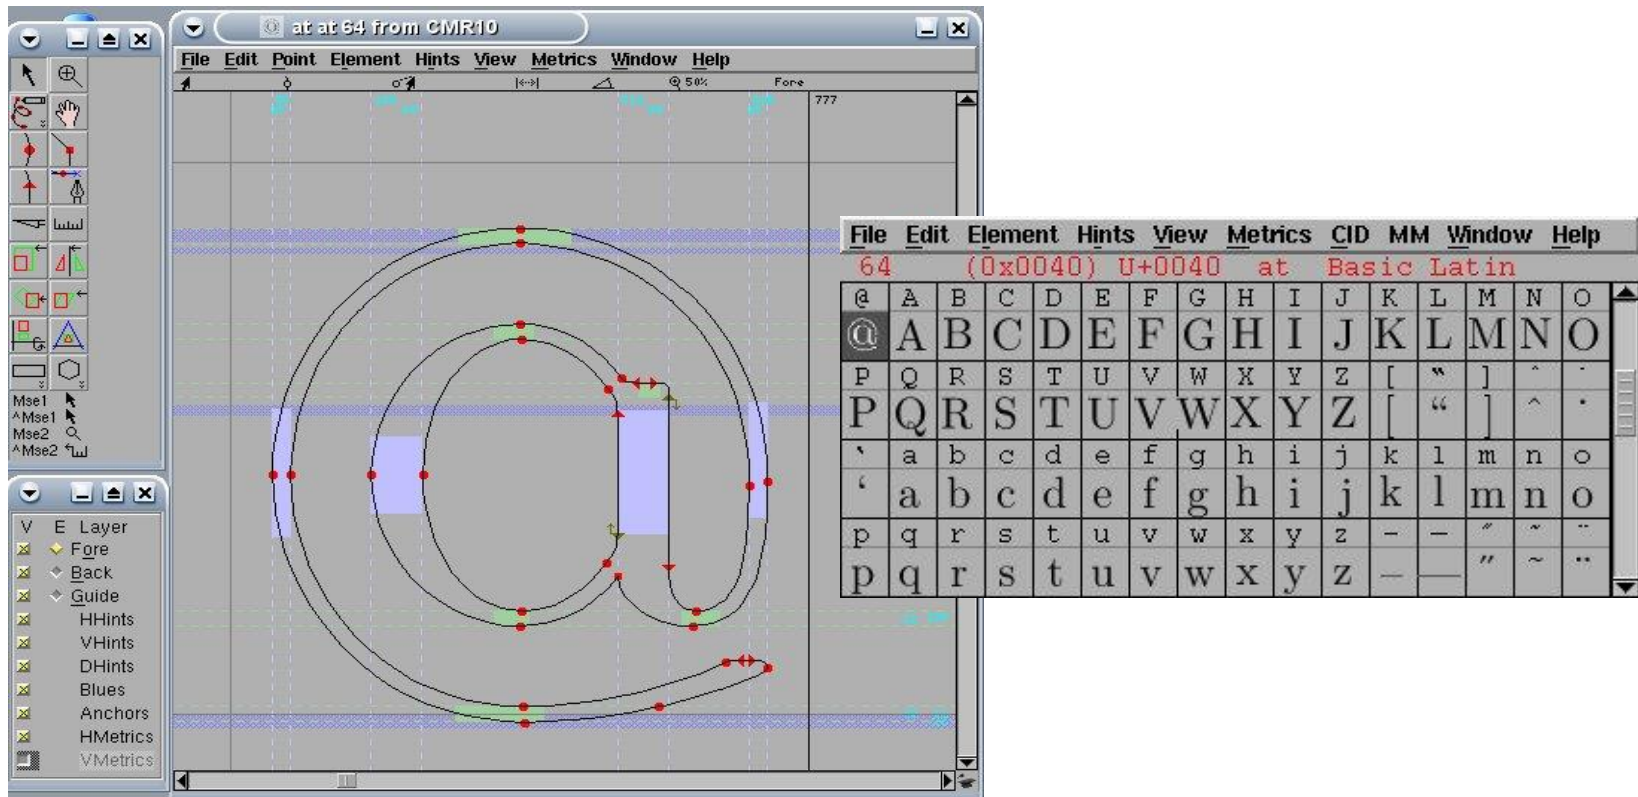 at at 64 from CMR10
File Edit Point Element Hints View Metrics Window Help
50% Fore
777
Mse1
^Mse1
Mse2
^Mse2
V E Layer
Fore
Back
Guide
HHints
VHints
DHints
Blues
Anchors
HMetrics
VMetrics
File Edit Element Hints View Metrics CID MM Window Help
64 (0x0040) U+0040 at Basic Latin
@ A B C D E F G H I J K L M N O
@ A B C D E F G H I J K L M N O
P Q R S T U V W X Y Z [ " ] ^ ˙
P Q R S T U V W X Y Z [ “ ] ^ ˙
‘ a b c d e f g h i j k l m n o
‘ a b c d e f g h i j k l m n o
p q r s t u v w x y z – — ˝ ~ ¨
p q r s t u v w x y z – — ˝ ~ ¨